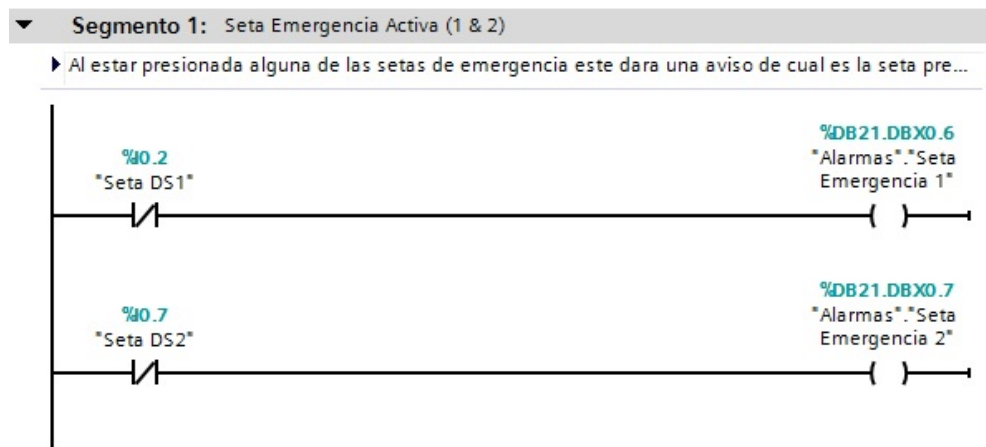 Segmento 1: Seta Emergencia Activa (1 & 2)
Al estar presionada alguna de las setas de emergencia este dara una aviso de cual es la seta pre...
%DB21.DBX0.6
%I0.2
"Alarmas"."Seta
"Seta DS1"
Emergencia 1"
%DB21.DBX0.7
%I0.7
"Alarmas"."Seta
"Seta DS2"
Emergencia 2"